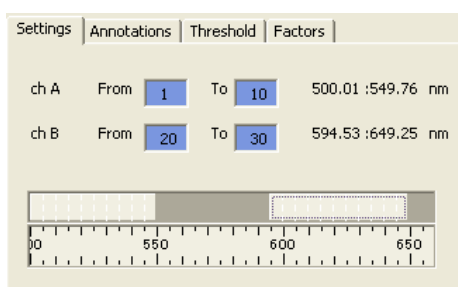 Settings Annotations Threshold Factors
ch A From 1 To 10 500.01 :549.76 nm
ch B From 20 To 30 594.53 :649.25 nm
00 550 600 650